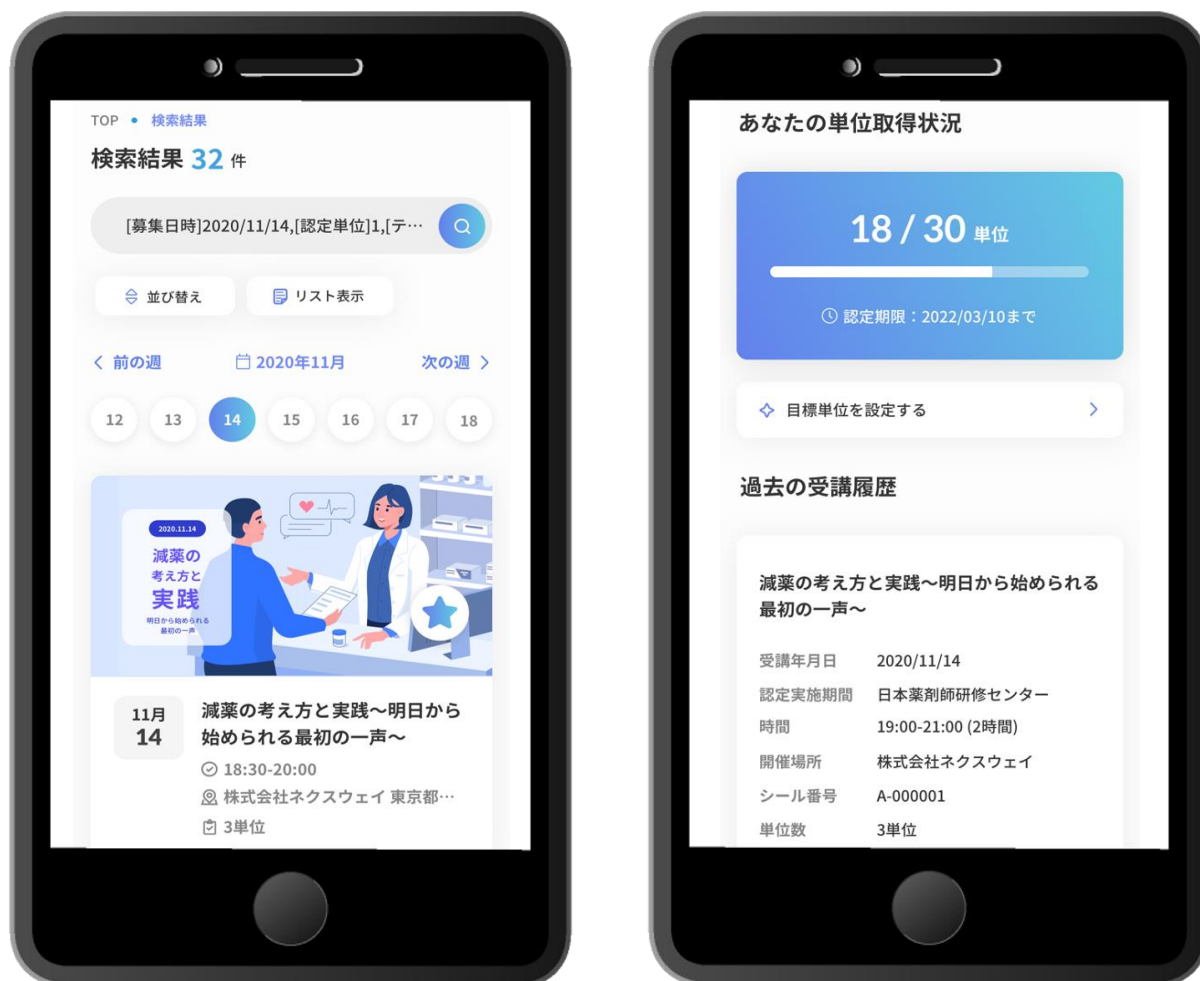 TOP • 検索結果
検索結果 32 件
[募集日時]2020/11/14,[認定単位]1,[テ…
並び替え
リスト表示
前の週
2020年11月
次の週
12 13 14 15 16 17 18
2020.11.14
減薬の
考え方と
実践
明日から始められる
最初の一声
11月
14
減薬の考え方と実践〜明日から
始められる最初の一声〜
18:30-20:00
株式会社ネクスウェイ 東京都…
3単位
あなたの単位取得状況
18 / 30 単位
認定期限：2022/03/10まで
目標単位を設定する
過去の受講履歴
減薬の考え方と実践〜明日から始められる
最初の一声〜
受講年月日 2020/11/14
認定実施期間 日本薬剤師研修センター
時間 19:00-21:00 (2時間)
開催場所 株式会社ネクスウェイ
シール番号 A-000001
単位数 3単位